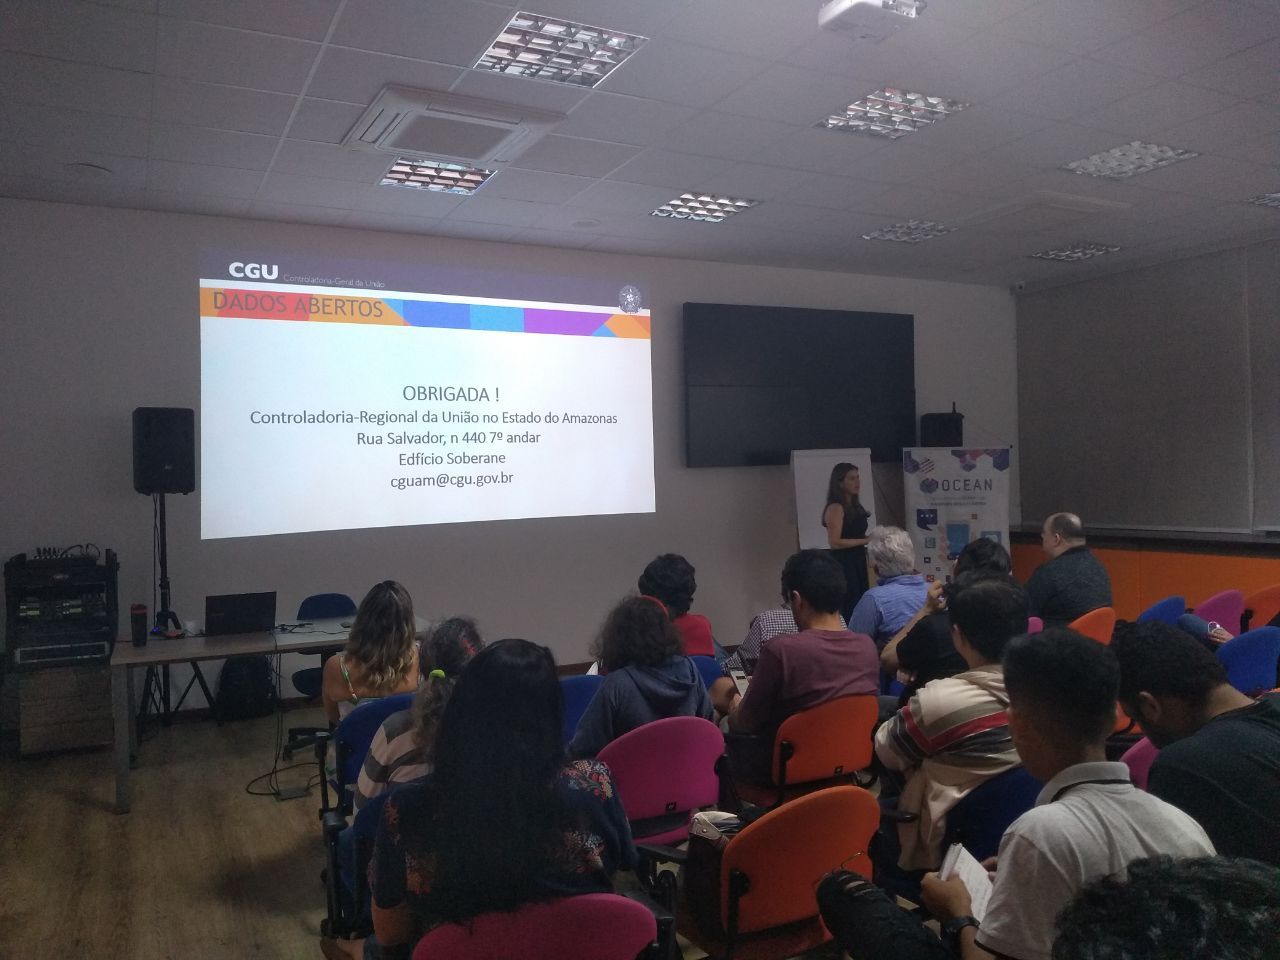 CGU Controladoria-Geral da União
DADOS ABERTOS
OBRIGADA !
Controladoria-Regional da União no Estado do Amazonas
Rua Salvador, n 440 7º andar
Edfício Soberane
cguam@cgu.gov.br
OCEAN